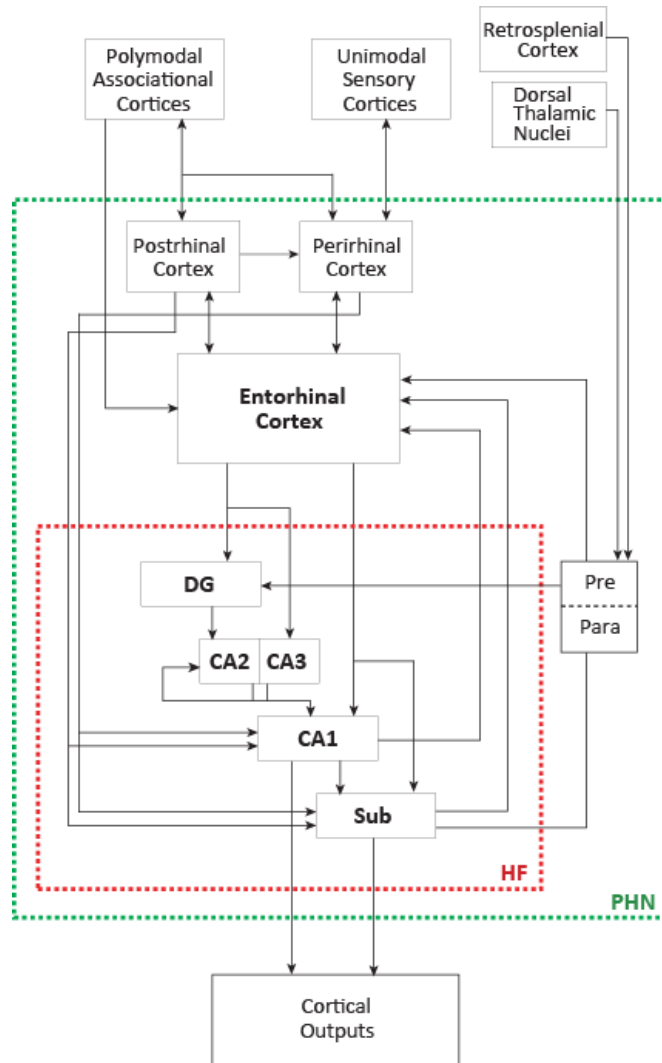 Polymodal
Associational
Cortices
Unimodal
Sensory
Cortices
Retrosplenial
Cortex
Dorsal
Thalamic
Nuclei
Postrhinal
Cortex
Perirhinal
Cortex
Entorhinal
Cortex
DG
Pre
Para
CA2
CA3
CA1
Sub
HF
PHN
Cortical
Outputs